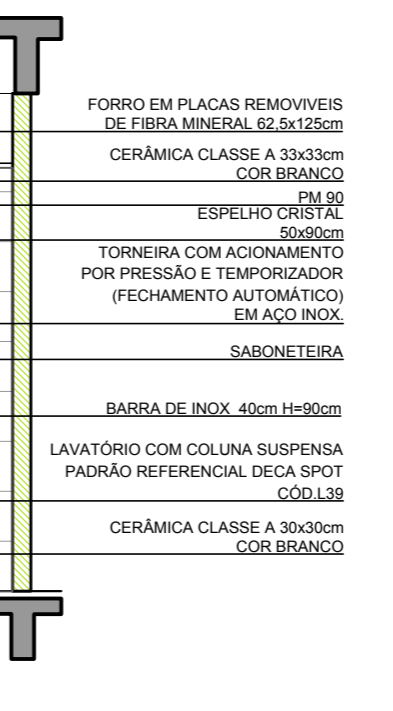 FORRO EM PLACAS REMOVIVEIS
DE FIBRA MINERAL 62,5x125cm
CERÂMICA CLASSE A 33x33cm
COR BRANCO
PM 90
ESPELHO CRISTAL
50x90cm
TORNEIRA COM ACIONAMENTO
POR PRESSÃO E TEMPORIZADOR
(FECHAMENTO AUTOMÁTICO)
EM AÇO INOX.
SABONETEIRA
BARRA DE INOX 40cm H=90cm
LAVATÓRIO COM COLUNA SUSPENSA
PADRÃO REFERENCIAL DECA SPOT
CÓD.L39
CERÂMICA CLASSE A 30x30cm
COR BRANCO